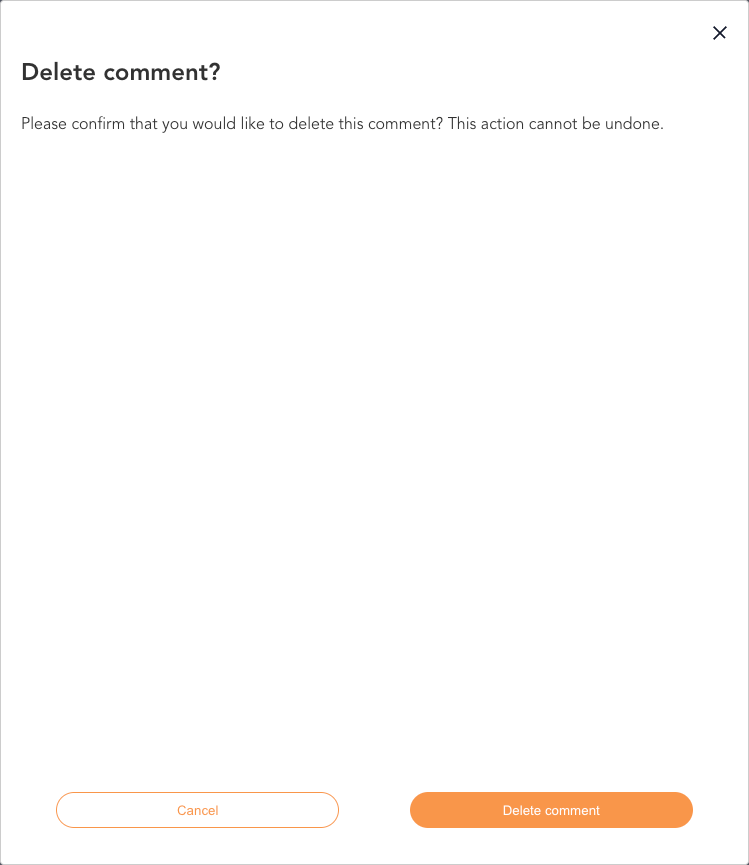 Delete comment?
Please confirm that you would like to delete this comment? This action cannot be undone.
Cancel
Delete comment